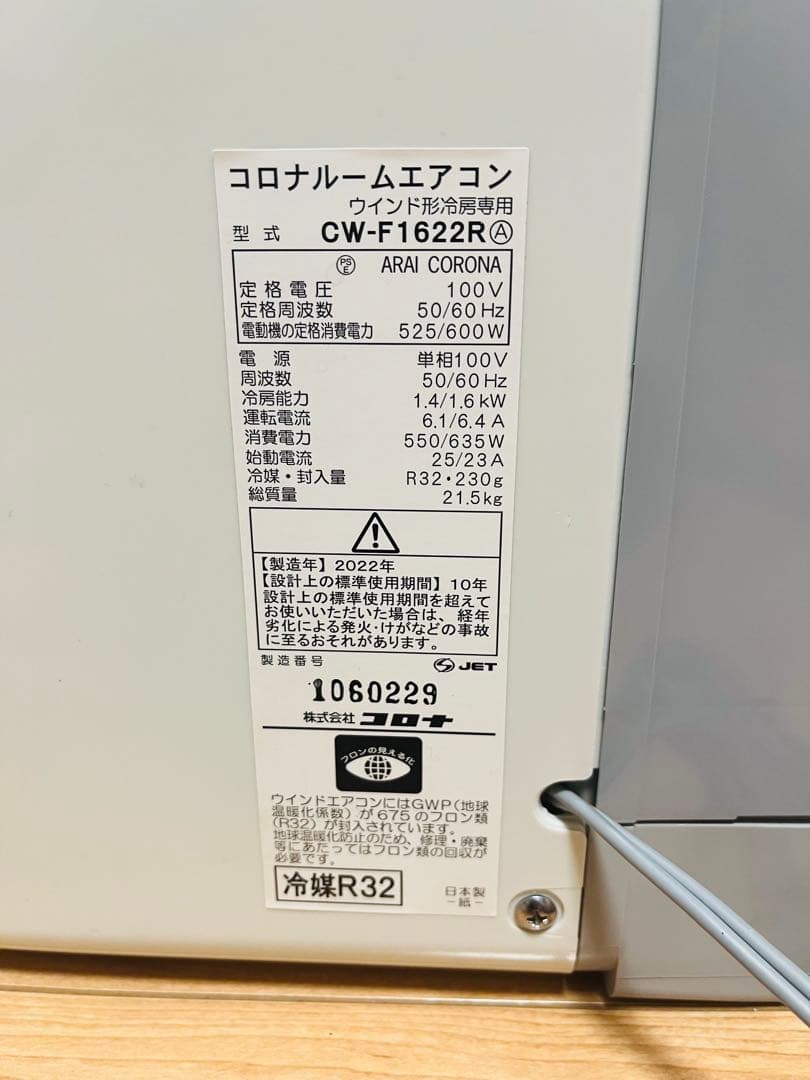 コロナルームエアコン
ウインド形冷房専用
型式 CW-F1622RⒶ
PSE ARAI CORONA
定格電圧 100V
定格周波数 50/60Hz
電動機の定格消費電力 525/600W
電源 単相100V
周波数 50/60Hz
冷房能力 1.4/1.6kW
運転電流 6.1/6.4A
消費電力 550/635W
始動電流 25/23A
冷媒・封入量 R32・230g
総質量 21.5kg
【製造年】2022年
【設計上の標準使用期間】10年
設計上の標準使用期間を超えて
お使いいただいた場合は、経年
劣化による発火・けがなどの事故
に至るおそれがあります。
製造番号 JET
1060229
株式会社 コロナ
フロンの見える化
ウインドエアコンにはGWP(地球
温暖化係数)が675のフロン類
(R32)が封入されています。
地球温暖化防止のため、修理・廃棄
等にあたってはフロン類の回収が
必要です。
冷媒R32
日本製
-紙-